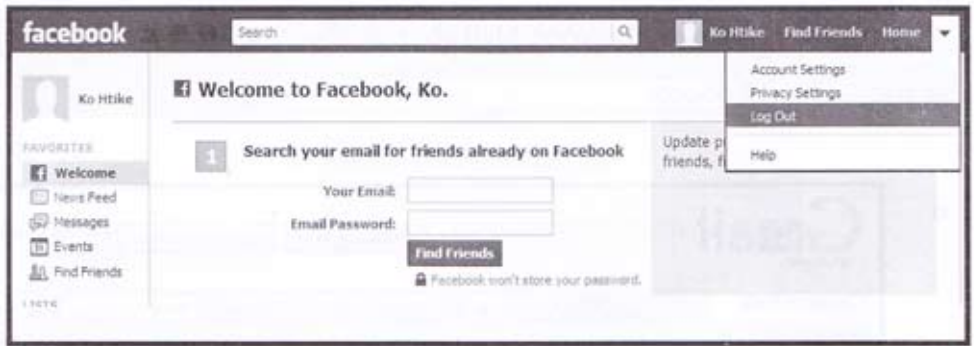 facebook
Search
Ko Htike Find Friends Home
Account Settings
Privacy Settings
Log Out
Help
Ko Htike
Welcome to Facebook, Ko.
FAVORITES
Welcome
News Feed
Messages
Events
Find Friends
LISTS
1 Search your email for friends already on Facebook
Your Email:
Email Password:
Find Friends
Facebook won't store your password.
Update p
friends, f